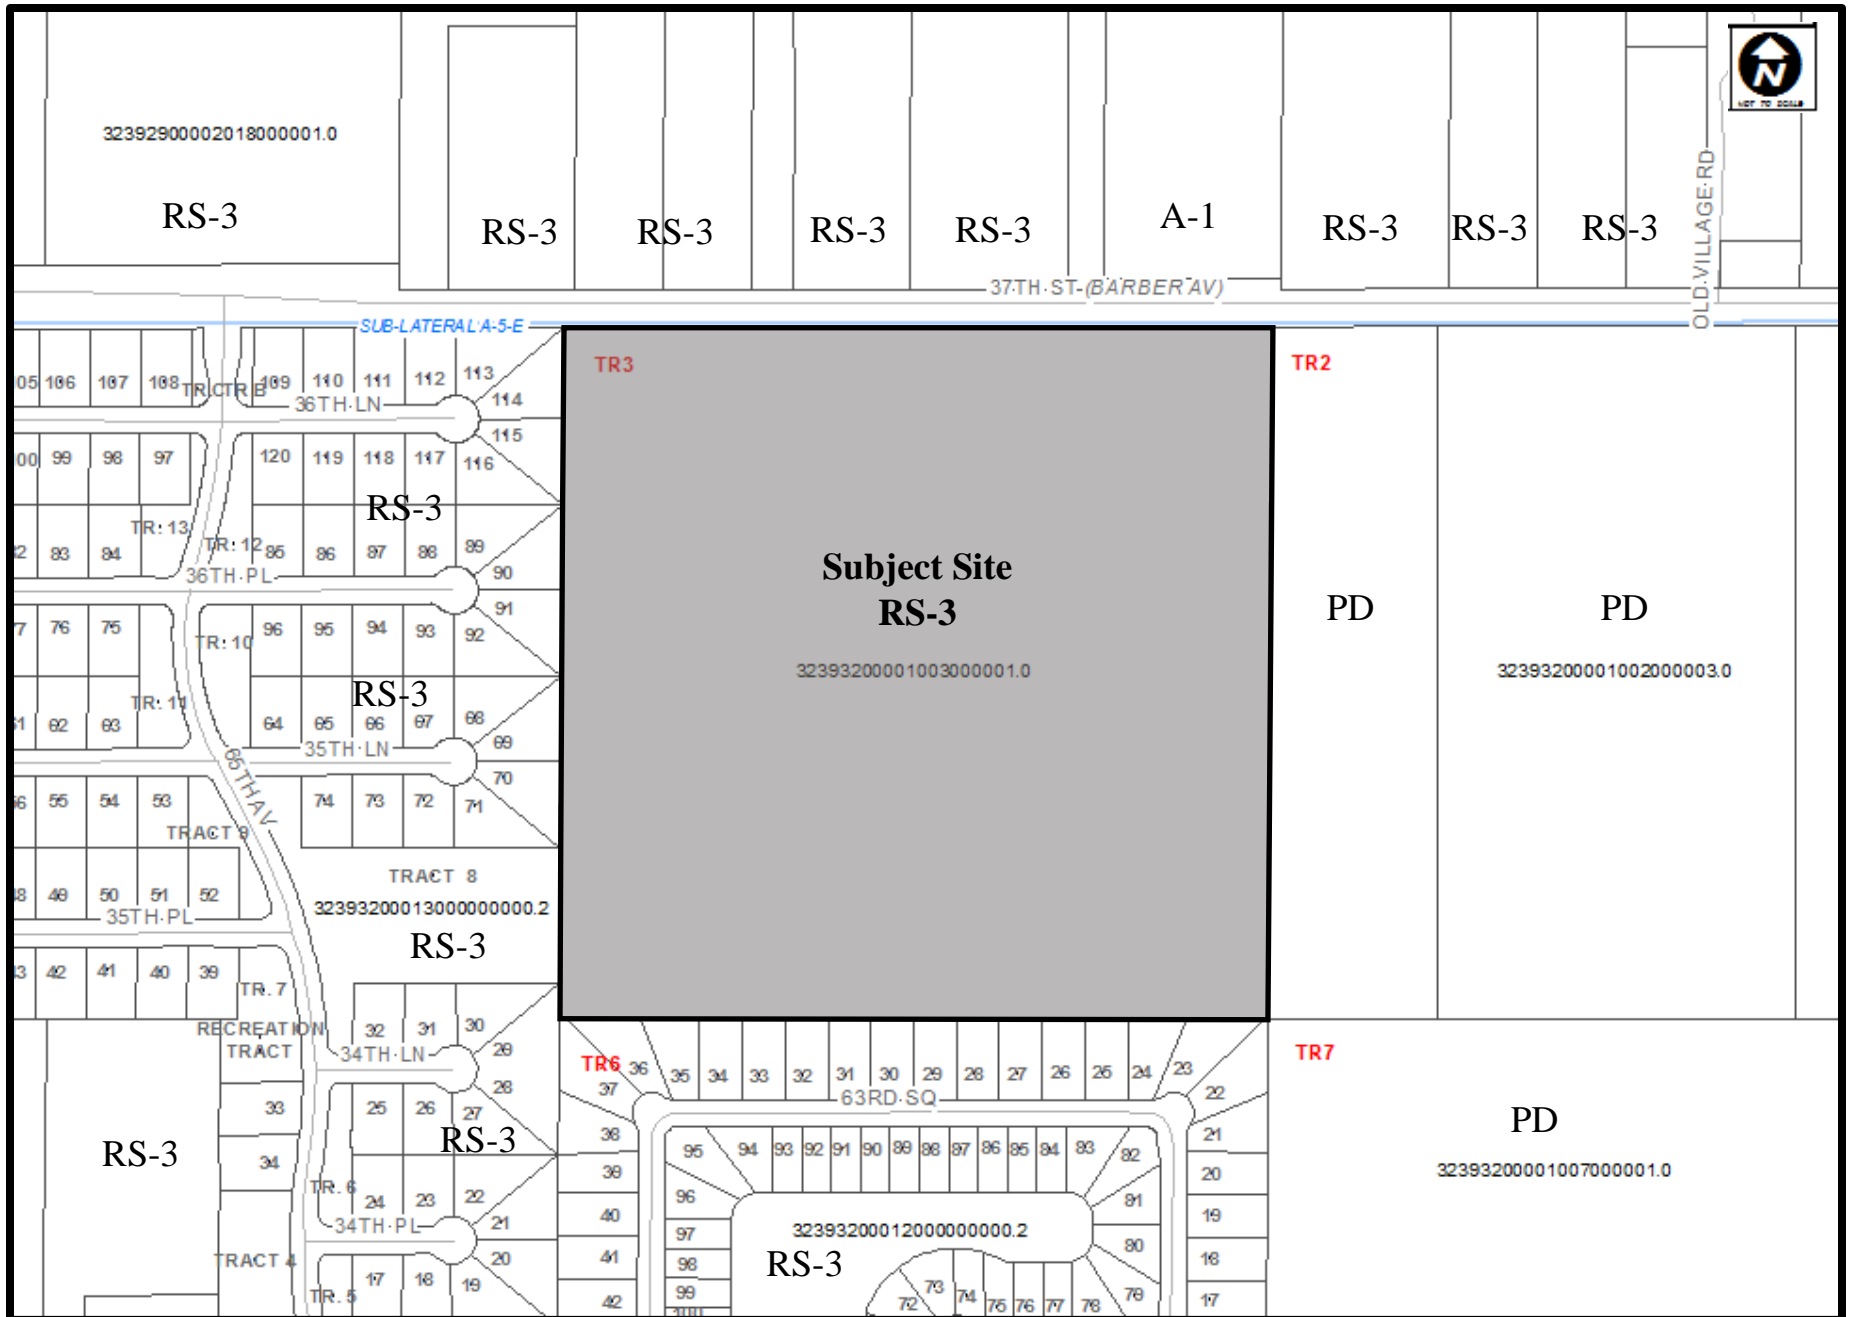 N
NOT TO SCALE
32392900002018000001.0
RS-3
RS-3
RS-3
RS-3
RS-3
A-1
RS-3
RS-3
RS-3
OLD VILLAGE RD
37TH ST (BARBER AV)
SUB-LATERAL A-5-E
TR3
TR2
105 106 107 108
TR.C TR B
109 110 111 112 113
36TH LN
114
115
100 99 98 97
120 119 118 117 116
RS-3
TR. 13
TR. 12
83 84
85 86 87 88 89
36TH PL
90
91
Subject Site
RS-3
32393200001003000001.0
PD
PD
32393200001002000003.0
77 76 75
TR. 10
96 95 94 93 92
RS-3
TR. 11
61 62 63
64 65 66 67 68
35TH LN
69
70
65TH AV
56 55 54 53
74 73 72 71
TRACT 9
TRACT 8
32393200013000000000.2
RS-3
48 49 50 51 52
35TH PL
43 42 41 40 39
TR. 7
RECREATION
TRACT
32 31 30
34TH LN
29
28
33
25 26 27
RS-3
RS-3
34
TR. 6
24 23 22
34TH PL
21
20
TRACT 4
TR. 5
17 18 19
TR6
TR7
36 35 34 33 32 31 30 29 28 27 26 25 24 23
37
22
63RD SQ
38
21
39
20
40
19
41
18
42
17
95 94 93 92 91 90 89 88 87 86 85 84 83 82
96
81
97
80
98
99
100
79
32393200012000000000.2
RS-3
72 73 74 75 76 77 78
PD
32393200001007000001.0